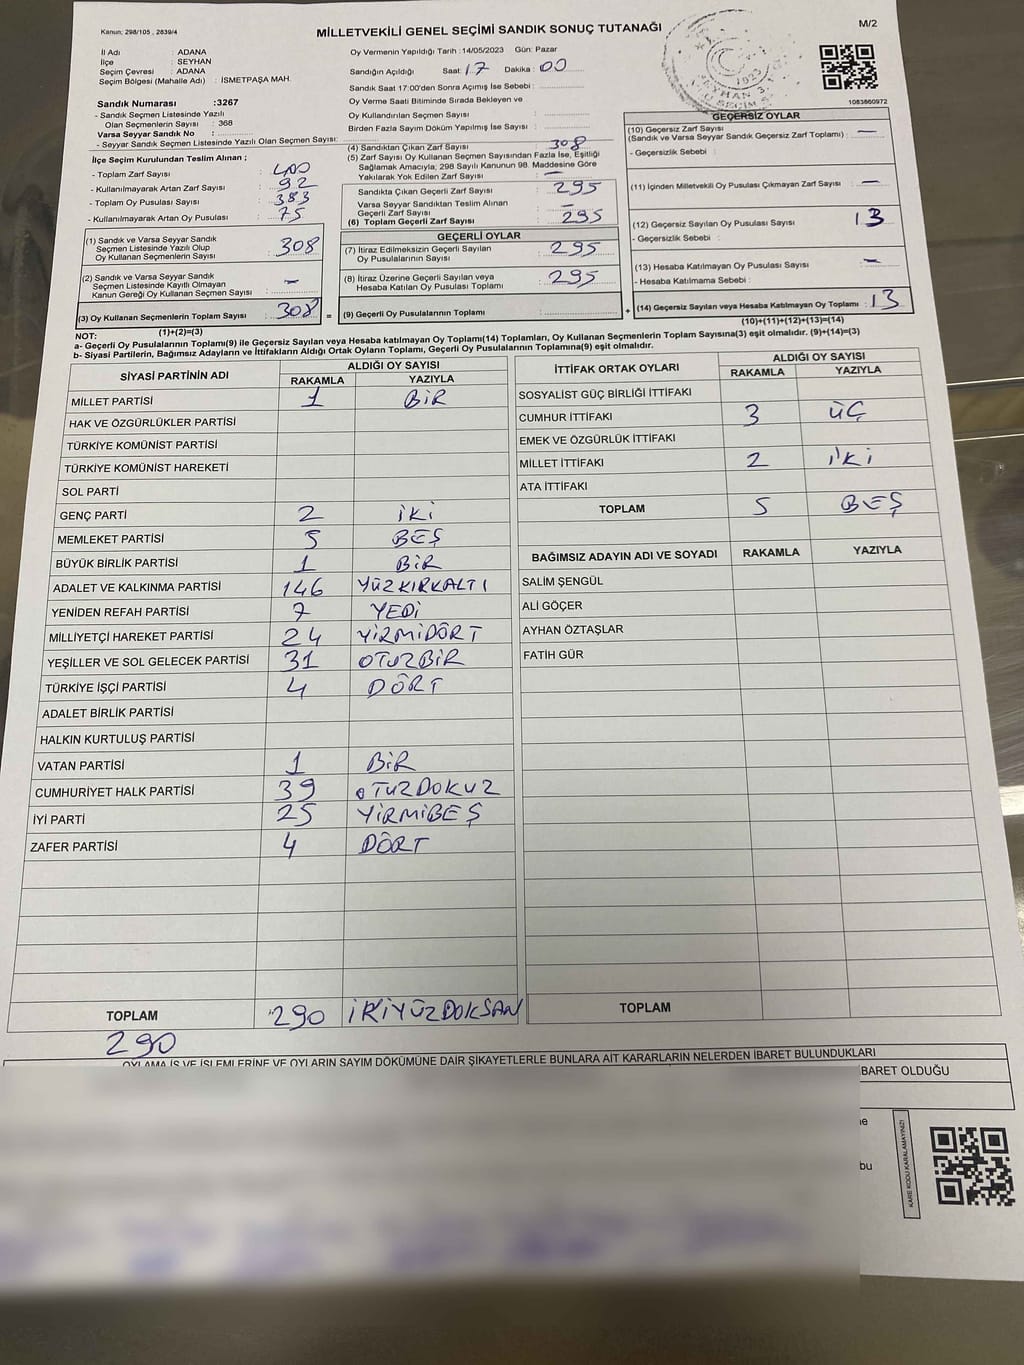 Kanun; 298/105 , 2839/4
MİLLETVEKİLİ GENEL SEÇİMİ SANDIK SONUÇ TUTANAĞI
M/2
İl Adı : ADANA
İlçe : SEYHAN
Seçim Çevresi : ADANA
Seçim Bölgesi (Mahalle Adı) : İSMETPAŞA MAH.
Oy Vermenin Yapıldığı Tarih :14/05/2023 Gün: Pazar
Sandığın Açıldığı Saat: 17 Dakika : 00
Sandık Saat 17:00'den Sonra Açımış İse Sebebi :
Oy Verme Saati Bitiminde Sırada Bekleyen ve
Oy Kullandırılan Seçmen Sayısı :
Birden Fazla Sayım Döküm Yapılmış İse Sayısı :
1083860972
Sandık Numarası :3267
- Sandık Seçmen Listesinde Yazılı
Olan Seçmenlerin Sayısı : 368
Varsa Seyyar Sandık No :
- Seyyar Sandık Seçmen Listesinde Yazılı Olan Seçmen Sayısı:
İlçe Seçim Kurulundan Teslim Alınan ;
- Toplam Zarf Sayısı : 400
- Kullanılmayarak Artan Zarf Sayısı : 92
- Toplam Oy Pusulası Sayısı : 383
- Kullanılmayarak Artan Oy Pusulası : 75
(1) Sandık ve Varsa Seyyar Sandık
Seçmen Listesinde Yazılı Olup
Oy Kullanan Seçmenlerin Sayısı : 308
(2) Sandık ve Varsa Seyyar Sandık
Seçmen Listesinde Kayıtlı Olmayan
Kanun Gereği Oy Kullanan Seçmen Sayısı : –
(3) Oy Kullanan Seçmenlerin Toplam Sayısı : 308
(1)+(2)=(3)
(4) Sandıktan Çıkan Zarf Sayısı : 308
(5) Zarf Sayısı Oy Kullanan Seçmen Sayısından Fazla İse, Eşitliği
Sağlamak Amacıyla; 298 Sayılı Kanunun 98. Maddesine Göre
Yakılarak Yok Edilen Zarf Sayısı : –
Sandıkta Çıkan Geçerli Zarf Sayısı : 295
Varsa Seyyar Sandıktan Teslim Alınan
Geçerli Zarf Sayısı : –
(6) Toplam Geçerli Zarf Sayısı : 295
GEÇERLİ OYLAR
(7) İtiraz Edilmeksizin Geçerli Sayılan
Oy Pusulalarının Sayısı : 295
(8) İtiraz Üzerine Geçerli Sayılan veya
Hesaba Katılan Oy Pusulası Toplamı : 295
= (9) Geçerli Oy Pusulalarının Toplamı :
GEÇERSİZ OYLAR
(10) Geçersiz Zarf Sayısı
(Sandık ve Varsa Seyyar Sandık Geçersiz Zarf Toplamı) : –
- Geçersizlik Sebebi :
(11) İçinden Milletvekili Oy Pusulası Çıkmayan Zarf Sayısı : –
(12) Geçersiz Sayılan Oy Pusulası Sayısı : 13
- Geçersizlik Sebebi :
(13) Hesaba Katılmayan Oy Pusulası Sayısı : –
- Hesaba Katılmama Sebebi :
+ (14) Geçersiz Sayılan veya Hesaba Katılmayan Oy Toplamı : 13
(10)+(11)+(12)+(13)=(14)
NOT:
a- Geçerli Oy Pusulalarının Toplamı(9) ile Geçersiz Sayılan veya Hesaba katılmayan Oy Toplamı(14) Toplamları, Oy Kullanan Seçmenlerin Toplam Sayısına(3) eşit olmalıdır. (9)+(14)=(3)
b- Siyasi Partilerin, Bağımsız Adayların ve İttifakların Aldığı Ortak Oyların Toplamı, Geçerli Oy Pusulalarının Toplamına(9) eşit olmalıdır.
SİYASİ PARTİNİN ADI ALDIĞI OY SAYISI
RAKAMLA YAZIYLA
MİLLET PARTİSİ 1 BİR
HAK VE ÖZGÜRLÜKLER PARTİSİ
TÜRKİYE KOMÜNİST PARTİSİ
TÜRKİYE KOMÜNİST HAREKETİ
SOL PARTİ
GENÇ PARTİ 2 İKİ
MEMLEKET PARTİSİ 5 BEŞ
BÜYÜK BİRLİK PARTİSİ 1 BİR
ADALET VE KALKINMA PARTİSİ 146 YÜZKIRKALTI
YENİDEN REFAH PARTİSİ 7 YEDİ
MİLLİYETÇİ HAREKET PARTİSİ 24 YİRMİDÖRT
YEŞİLLER VE SOL GELECEK PARTİSİ 31 OTUZBİR
TÜRKİYE İŞÇİ PARTİSİ 4 DÖRT
ADALET BİRLİK PARTİSİ
HALKIN KURTULUŞ PARTİSİ
VATAN PARTİSİ 1 BİR
CUMHURİYET HALK PARTİSİ 39 OTUZDOKUZ
İYİ PARTİ 25 YİRMİBEŞ
ZAFER PARTİSİ 4 DÖRT
TOPLAM 290 İKİYÜZDOKSAN
290
İTTİFAK ORTAK OYLARI ALDIĞI OY SAYISI
RAKAMLA YAZIYLA
SOSYALİST GÜÇ BİRLİĞİ İTTİFAKI
CUMHUR İTTİFAKI 3 ÜÇ
EMEK VE ÖZGÜRLÜK İTTİFAKI
MİLLET İTTİFAKI 2 İKİ
ATA İTTİFAKI
TOPLAM 5 BEŞ
BAĞIMSIZ ADAYIN ADI VE SOYADI RAKAMLA YAZIYLA
SALİM ŞENGÜL
ALİ GÖÇER
AYHAN ÖZTAŞLAR
FATİH GÜR
TOPLAM
OYLAMA İŞ VE İŞLEMLERİNE VE OYLARIN SAYIM DÖKÜMÜNE DAİR ŞİKAYETLERLE BUNLARA AİT KARARLARIN NELERDEN İBARET BULUNDUKLARI
BARET OLDUĞU
bu
KARE KODU KARALAMAYINIZ!